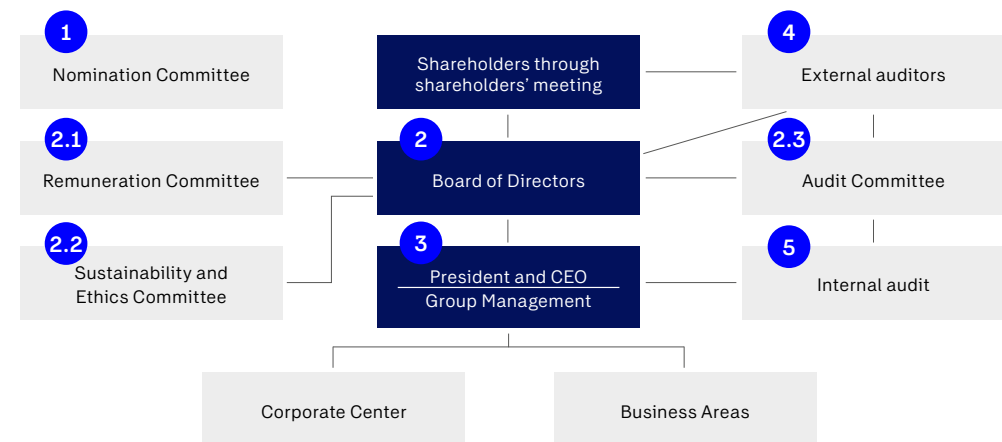 1
Nomination Committee
Shareholders through
shareholders’ meeting
4
External auditors
2.1
Remuneration Committee
2
Board of Directors
2.3
Audit Committee
2.2
Sustainability and
Ethics Committee
3
President and CEO
Group Management
5
Internal audit
Corporate Center
Business Areas